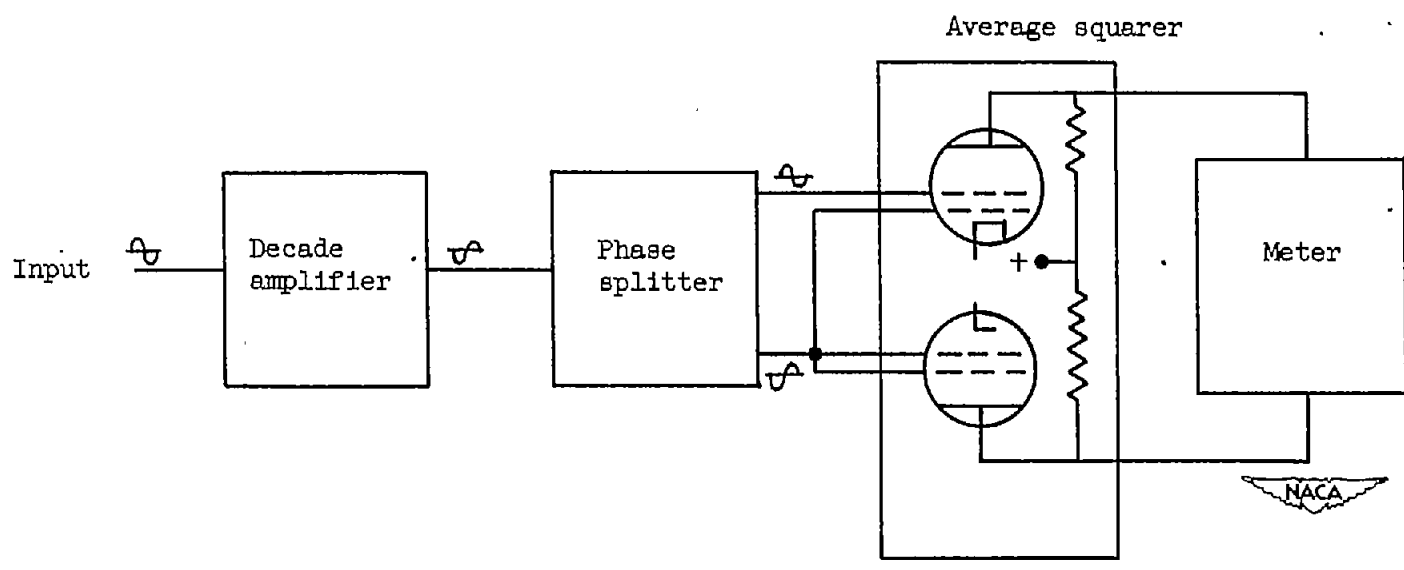 Average squarer
Input
Decade
amplifier
Phase
splitter
+
Meter
NACA